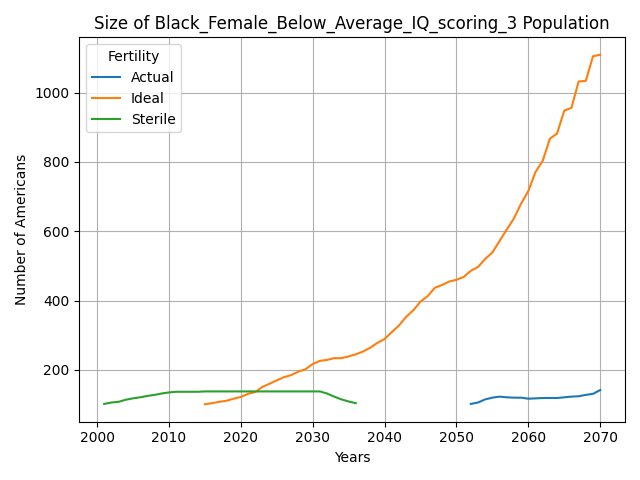 Size of Black_Female_Below_Average_IQ_scoring_3 Population
Fertility
Actual
Ideal
Sterile
Number of Americans
1000
800
600
400
200
2000 2010 2020 2030 2040 2050 2060 2070
Years